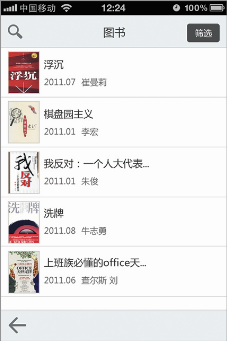 中国移动 12:24 100%
图书 筛选
浮沉
浮沉
2011.07 崔曼莉
棋盘园主义
2011.01 李宏
我反对
我反对：一个人大代表...
2011.01 朱俊
洗牌
洗牌
2011.08 牛志勇
上班族必懂的office天...
2011.06 查尔斯 刘